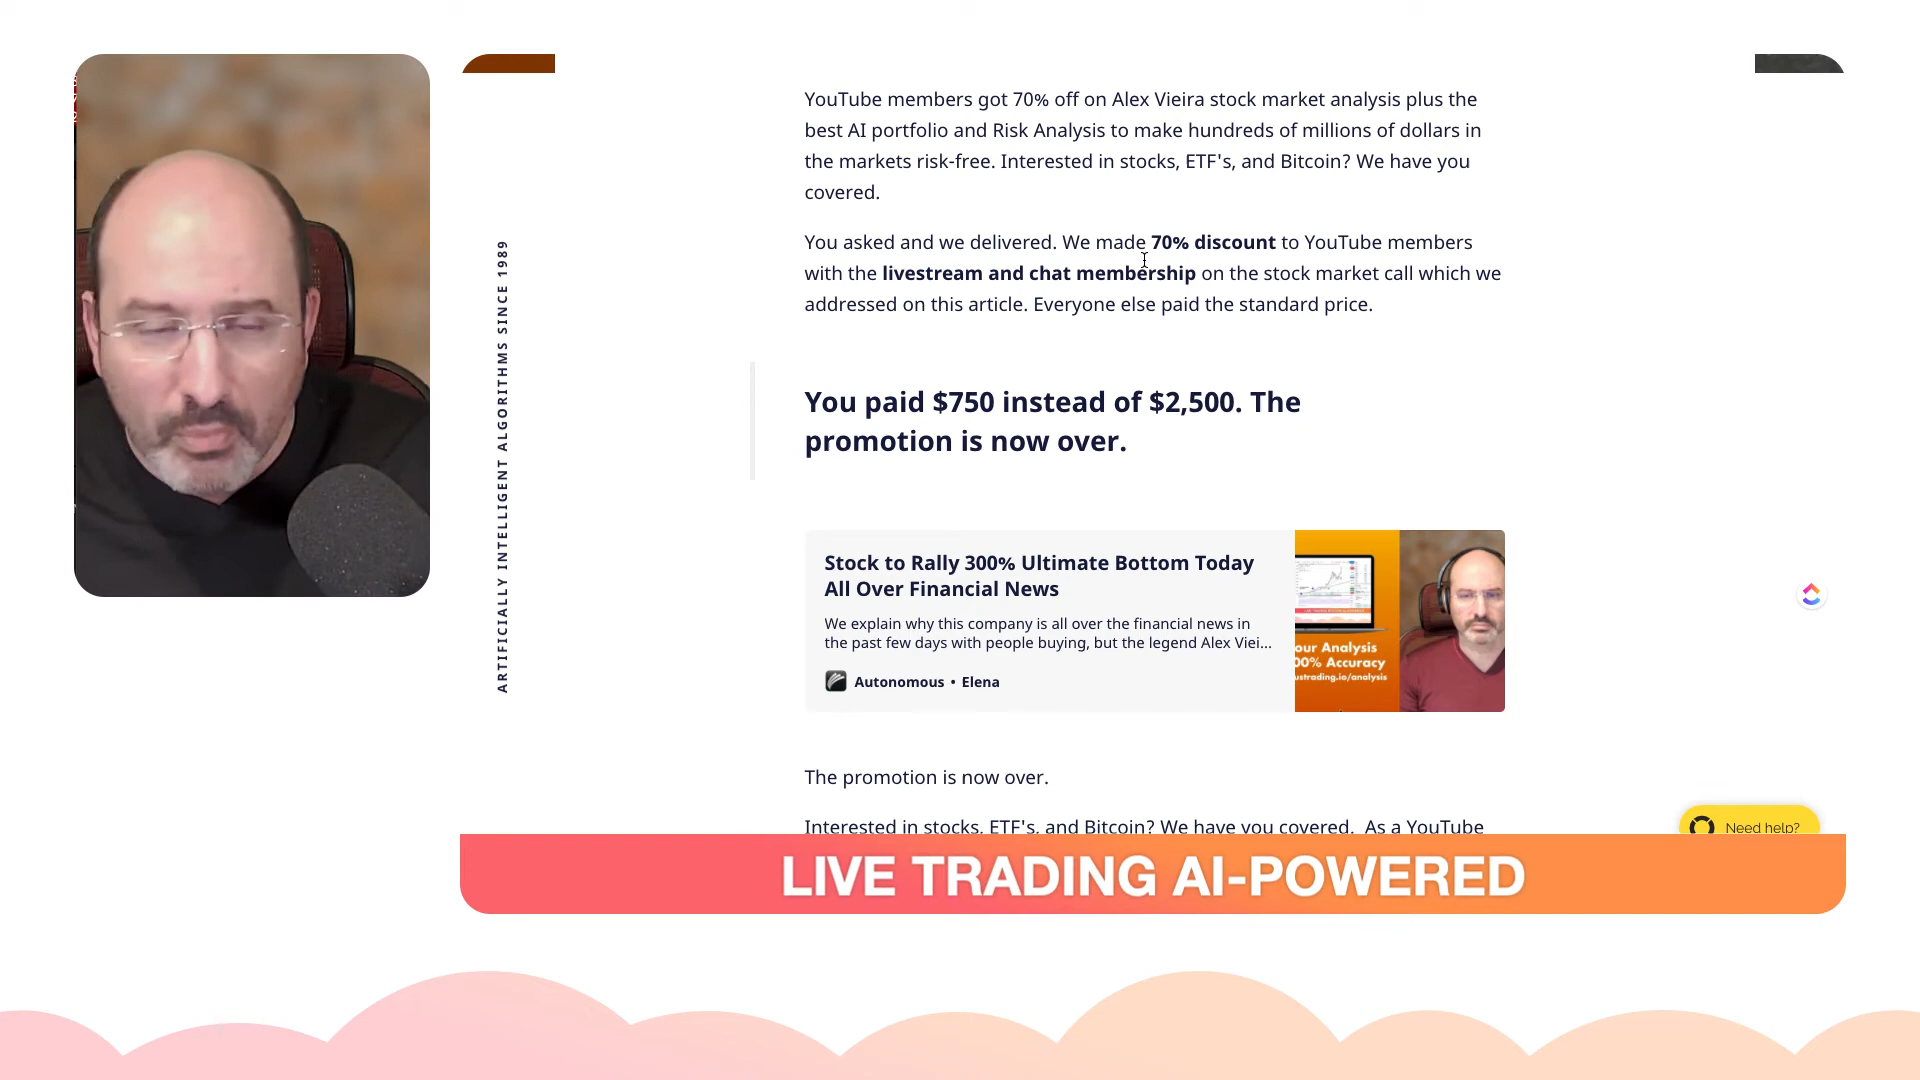 YouTube members got 70% off on Alex Vieira stock market analysis plus the
best AI portfolio and Risk Analysis to make hundreds of millions of dollars in
the markets risk-free. Interested in stocks, ETF's, and Bitcoin? We have you
covered.
You asked and we delivered. We made 70% discount to YouTube members
with the livestream and chat membership on the stock market call which we
addressed on this article. Everyone else paid the standard price.
ARTIFICIALLY INTELLIGENT ALGORITHMS SINCE 1989
You paid $750 instead of $2,500. The
promotion is now over.
Stock to Rally 300% Ultimate Bottom Today
All Over Financial News
We explain why this company is all over the financial news in
the past few days with people buying, but the legend Alex Viei...
Autonomous • Elena
our Analysis
00% Accuracy
ustrading.io/analysis
The promotion is now over.
Interested in stocks, ETF's, and Bitcoin? We have you covered. As a YouTube
Need help?
LIVE TRADING AI-POWERED